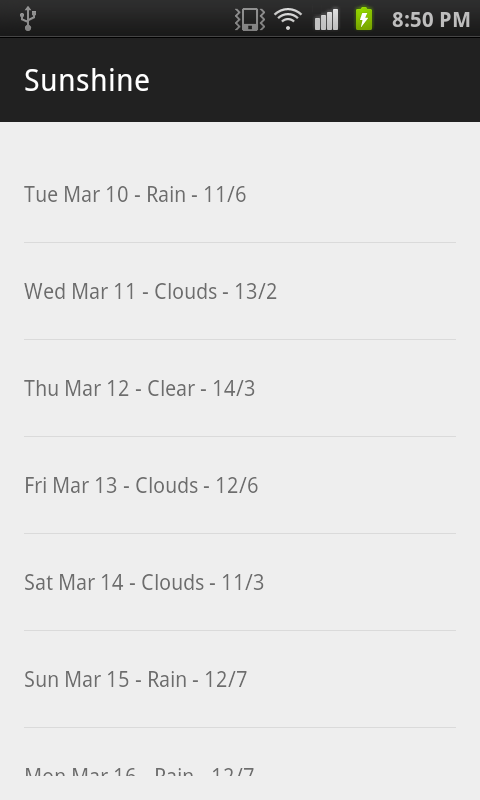 8:50 PM
Sunshine
Tue Mar 10 - Rain - 11/6
Wed Mar 11 - Clouds - 13/2
Thu Mar 12 - Clear - 14/3
Fri Mar 13 - Clouds - 12/6
Sat Mar 14 - Clouds - 11/3
Sun Mar 15 - Rain - 12/7
Mon Mar 16 - Rain - 12/7